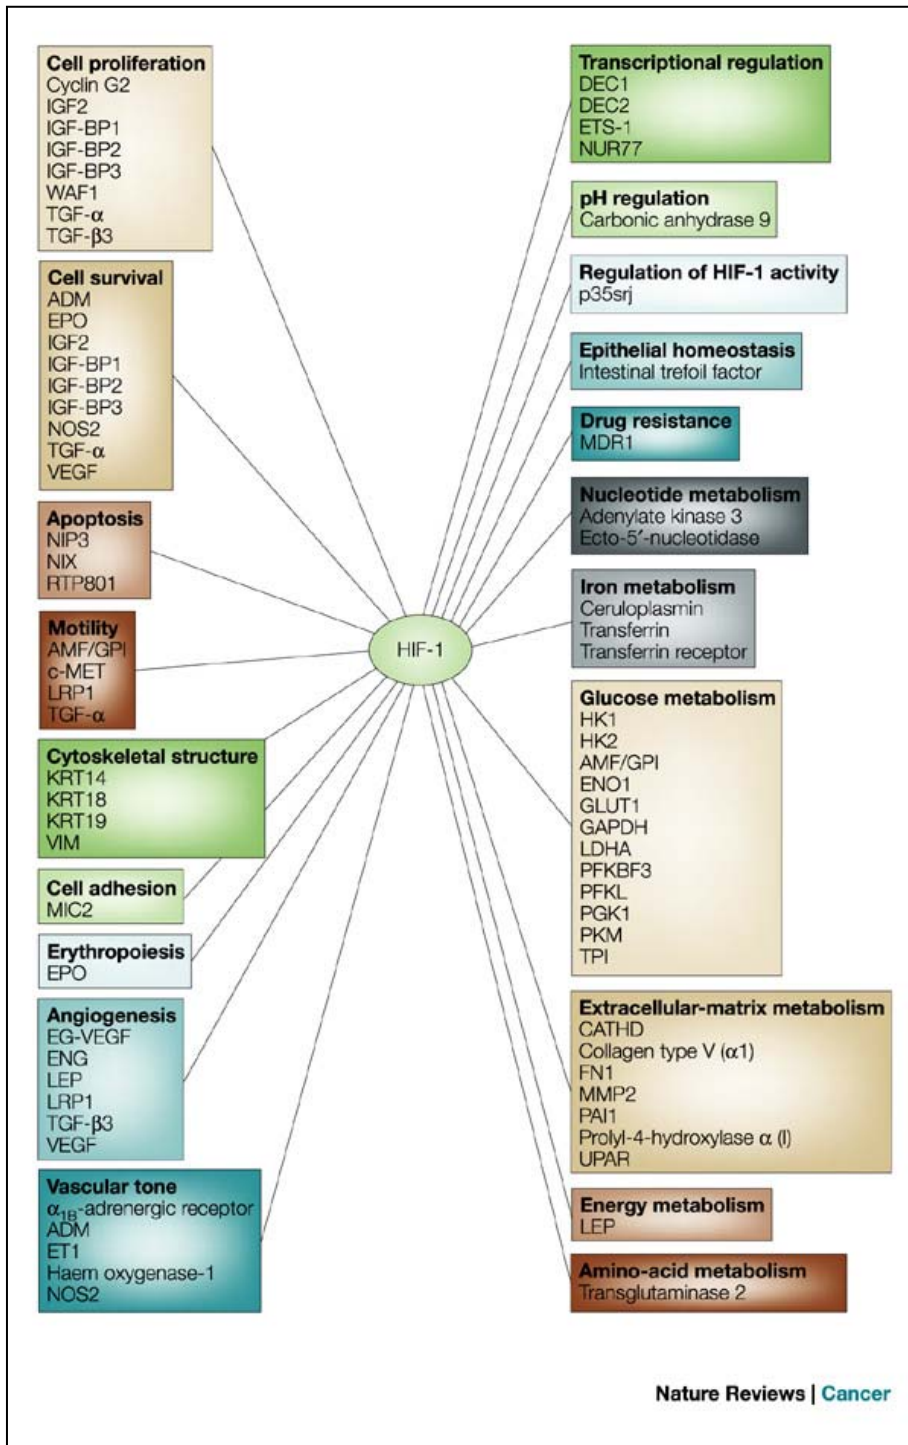 Cell proliferation
Cyclin G2
IGF2
IGF-BP1
IGF-BP2
IGF-BP3
WAF1
TGF-α
TGF-β3
Cell survival
ADM
EPO
IGF2
IGF-BP1
IGF-BP2
IGF-BP3
NOS2
TGF-α
VEGF
Apoptosis
NIP3
NIX
RTP801
Motility
AMF/GPI
c-MET
LRP1
TGF-α
Cytoskeletal structure
KRT14
KRT18
KRT19
VIM
Cell adhesion
MIC2
Erythropoiesis
EPO
Angiogenesis
EG-VEGF
ENG
LEP
LRP1
TGF-β3
VEGF
Vascular tone
α1B-adrenergic receptor
ADM
ET1
Haem oxygenase-1
NOS2
HIF-1
Transcriptional regulation
DEC1
DEC2
ETS-1
NUR77
pH regulation
Carbonic anhydrase 9
Regulation of HIF-1 activity
p35srj
Epithelial homeostasis
Intestinal trefoil factor
Drug resistance
MDR1
Nucleotide metabolism
Adenylate kinase 3
Ecto-5′-nucleotidase
Iron metabolism
Ceruloplasmin
Transferrin
Transferrin receptor
Glucose metabolism
HK1
HK2
AMF/GPI
ENO1
GLUT1
GAPDH
LDHA
PFKBF3
PFKL
PGK1
PKM
TPI
Extracellular-matrix metabolism
CATHD
Collagen type V (α1)
FN1
MMP2
PAI1
Prolyl-4-hydroxylase α (I)
UPAR
Energy metabolism
LEP
Amino-acid metabolism
Transglutaminase 2
Nature Reviews | Cancer